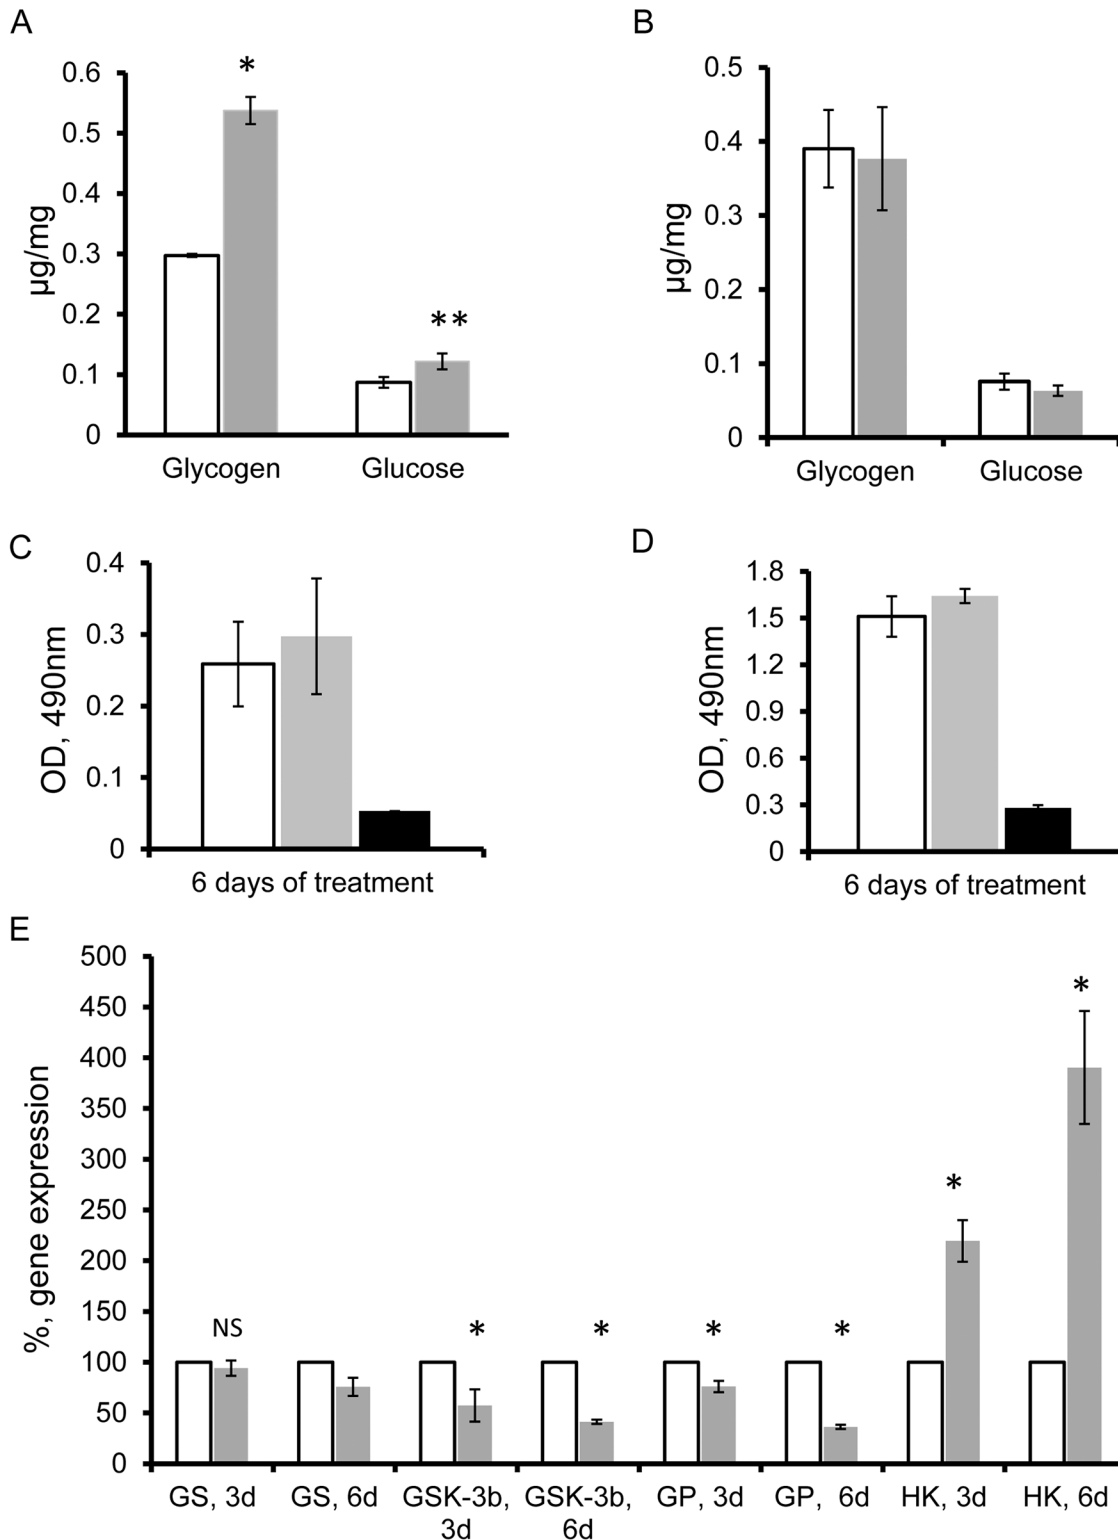 A
0.6
0.5
0.4
0.3
0.2
0.1
0
µg/mg
*
**
Glycogen Glucose
B
0.5
0.4
0.3
0.2
0.1
0
µg/mg
Glycogen Glucose
C
0.4
0.3
0.2
0.1
0
OD, 490nm
6 days of treatment
D
1.8
1.5
1.2
0.9
0.6
0.3
0
OD, 490nm
6 days of treatment
E
500
450
400
350
300
250
200
150
100
50
0
%, gene expression
NS
*
*
*
*
*
*
GS, 3d GS, 6d GSK-3b, GSK-3b, GP, 3d GP, 6d HK, 3d HK, 6d
3d 6d